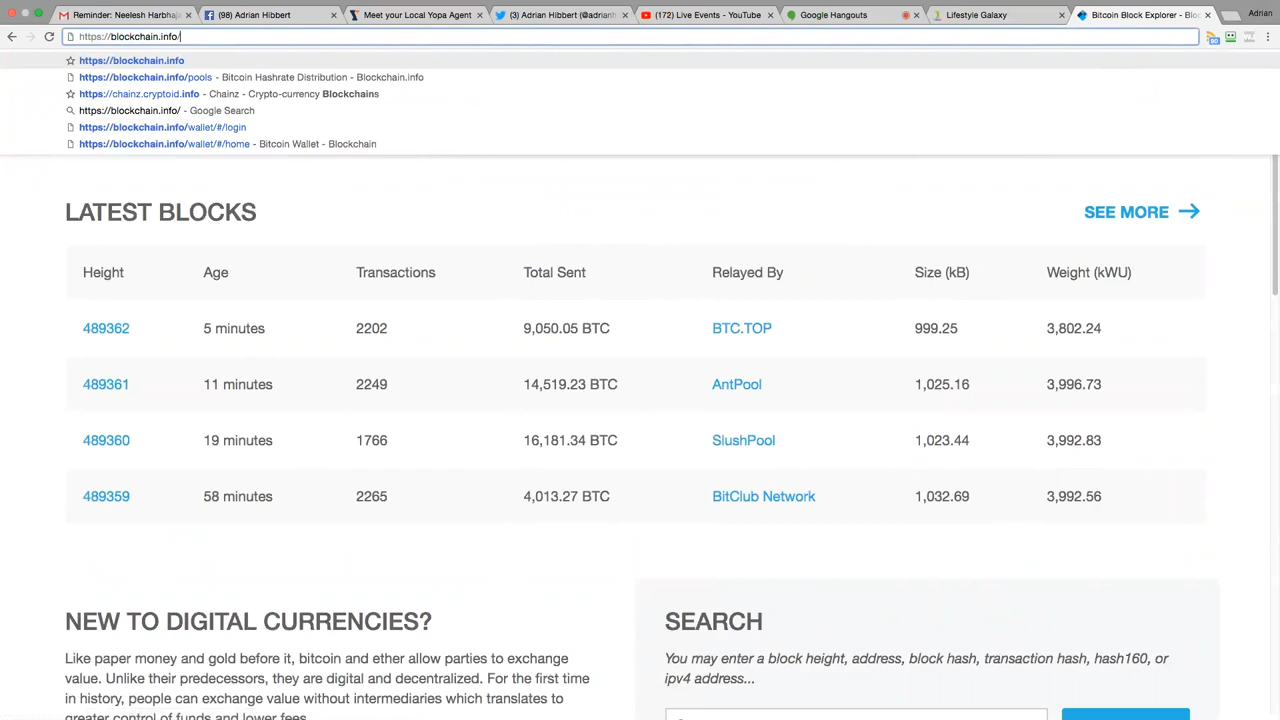 Reminder: Neelesh Harbhaja
(98) Adrian Hibbert
Meet your Local Yopa Agent
(3) Adrian Hibbert (@adrianh
(172) Live Events - YouTube
Google Hangouts
Lifestyle Galaxy
Bitcoin Block Explorer - Bloc
Adrian
https://blockchain.info/
https://blockchain.info
https://blockchain.info/pools - Bitcoin Hashrate Distribution - Blockchain.info
https://chainz.cryptoid.info - Chainz - Crypto-currency Blockchains
https://blockchain.info/ - Google Search
https://blockchain.info/wallet/#/login
https://blockchain.info/wallet/#/home - Bitcoin Wallet - Blockchain
LATEST BLOCKS SEE MORE →
Height Age Transactions Total Sent Relayed By Size (kB) Weight (kWU)
489362 5 minutes 2202 9,050.05 BTC BTC.TOP 999.25 3,802.24
489361 11 minutes 2249 14,519.23 BTC AntPool 1,025.16 3,996.73
489360 19 minutes 1766 16,181.34 BTC SlushPool 1,023.44 3,992.83
489359 58 minutes 2265 4,013.27 BTC BitClub Network 1,032.69 3,992.56
NEW TO DIGITAL CURRENCIES?
Like paper money and gold before it, bitcoin and ether allow parties to exchange
value. Unlike their predecessors, they are digital and decentralized. For the first time
in history, people can exchange value without intermediaries which translates to
greater control of funds and lower fees.
SEARCH
You may enter a block height, address, block hash, transaction hash, hash160, or
ipv4 address...